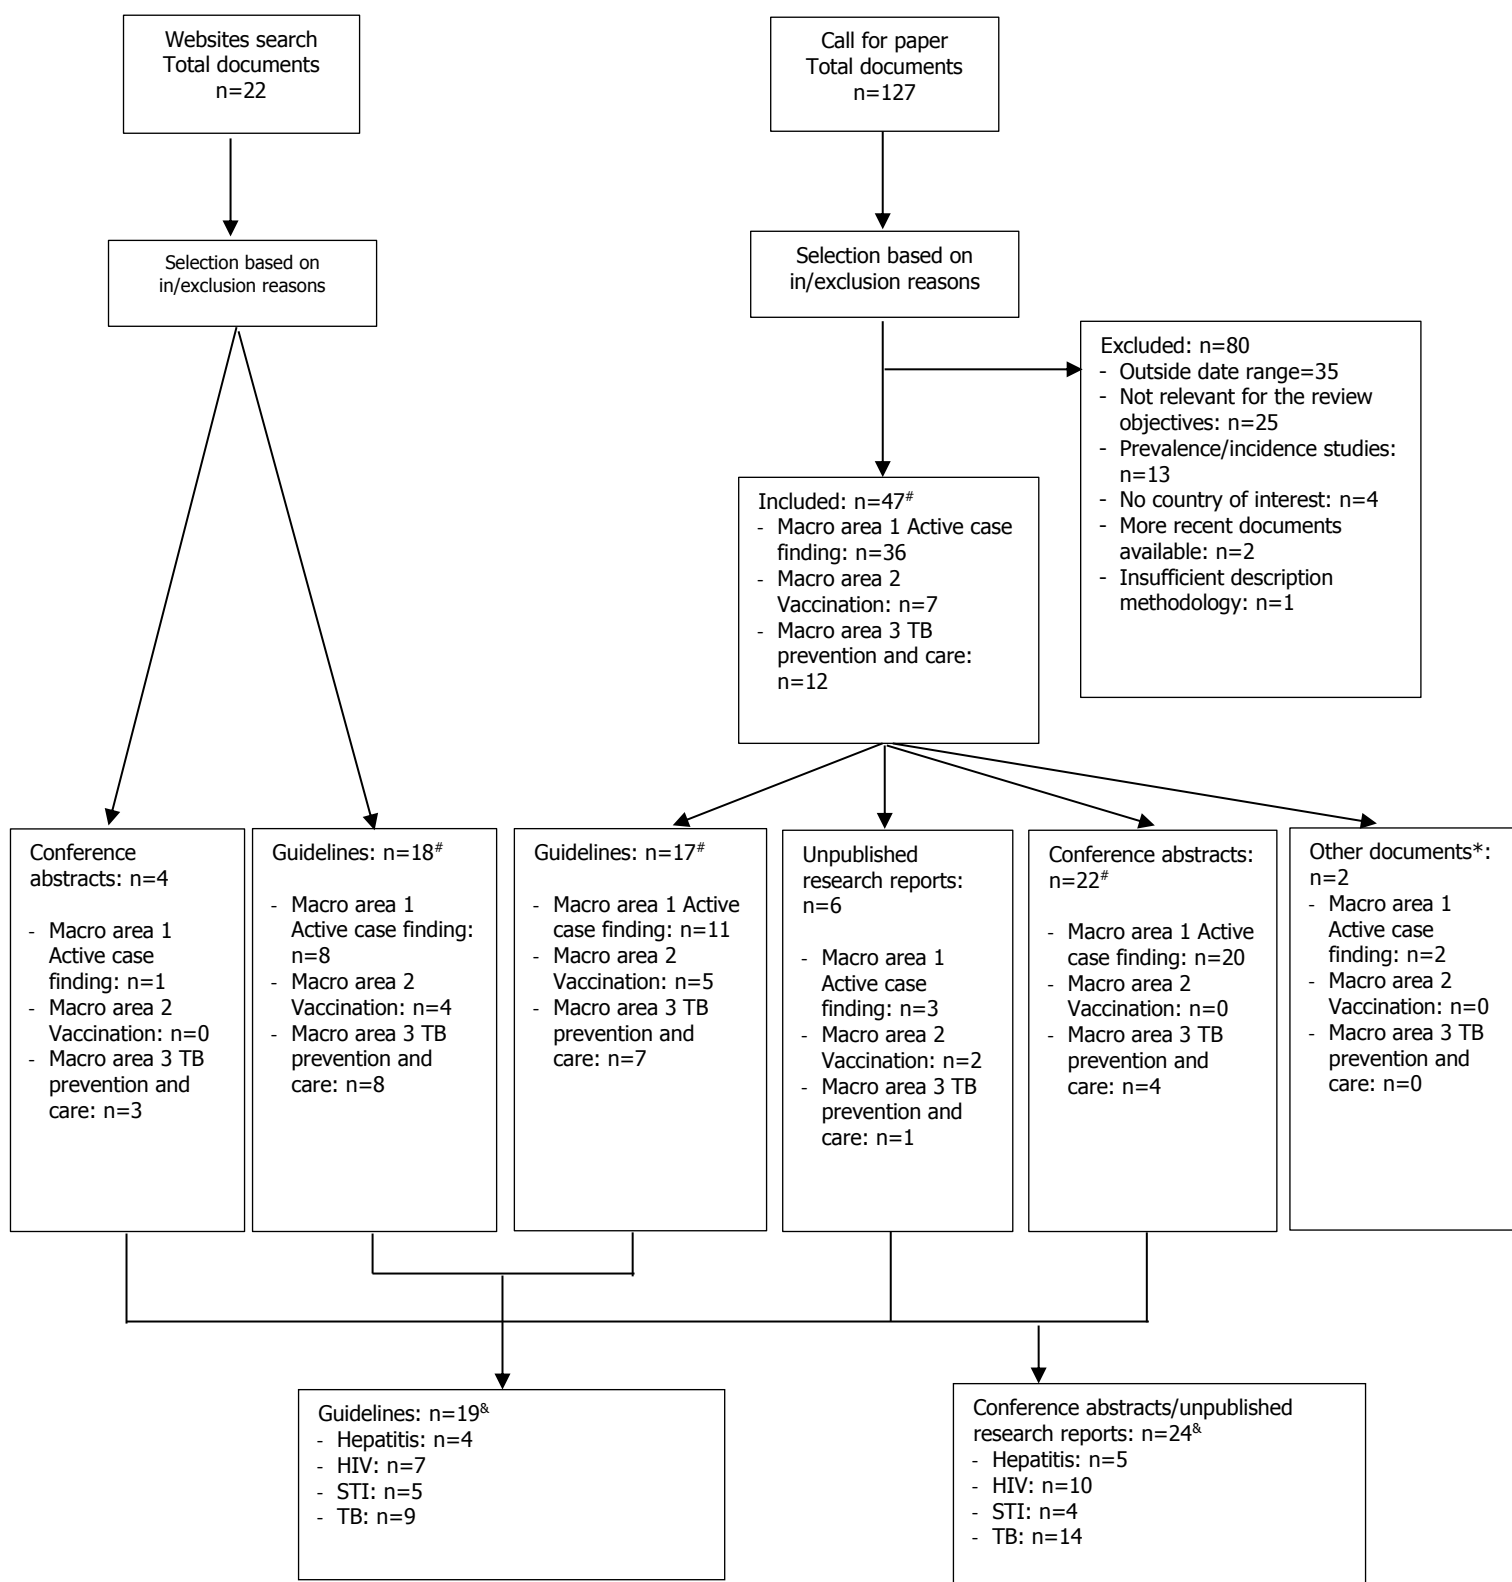 Websites search
Total documents
n=22
Call for paper
Total documents
n=127
Selection based on
in/exclusion reasons
Selection based on
in/exclusion reasons
Excluded: n=80
- Outside date range=35
- Not relevant for the review
objectives: n=25
- Prevalence/incidence studies:
n=13
- No country of interest: n=4
- More recent documents
available: n=2
- Insufficient description
methodology: n=1
Included: n=47#
- Macro area 1 Active case
finding: n=36
- Macro area 2
Vaccination: n=7
- Macro area 3 TB
prevention and care:
n=12
Conference
abstracts: n=4
- Macro area 1
Active case
finding: n=1
- Macro area 2
Vaccination: n=0
- Macro area 3 TB
prevention and
care: n=3
Guidelines: n=18#
- Macro area 1
Active case finding:
n=8
- Macro area 2
Vaccination: n=4
- Macro area 3 TB
prevention and
care: n=8
Guidelines: n=17#
- Macro area 1 Active
case finding: n=11
- Macro area 2
Vaccination: n=5
- Macro area 3 TB
prevention and
care: n=7
Unpublished
research reports:
n=6
- Macro area 1
Active case
finding: n=3
- Macro area 2
Vaccination: n=2
- Macro area 3 TB
prevention and
care: n=1
Conference abstracts:
n=22#
- Macro area 1 Active
case finding: n=20
- Macro area 2
Vaccination: n=0
- Macro area 3 TB
prevention and
care: n=4
Other documents*:
n=2
- Macro area 1
Active case
finding: n=2
- Macro area 2
Vaccination: n=0
- Macro area 3 TB
prevention and
care: n=0
Guidelines: n=19&
- Hepatitis: n=4
- HIV: n=7
- STI: n=5
- TB: n=9
Conference abstracts/unpublished
research reports: n=24&
- Hepatitis: n=5
- HIV: n=10
- STI: n=4
- TB: n=14